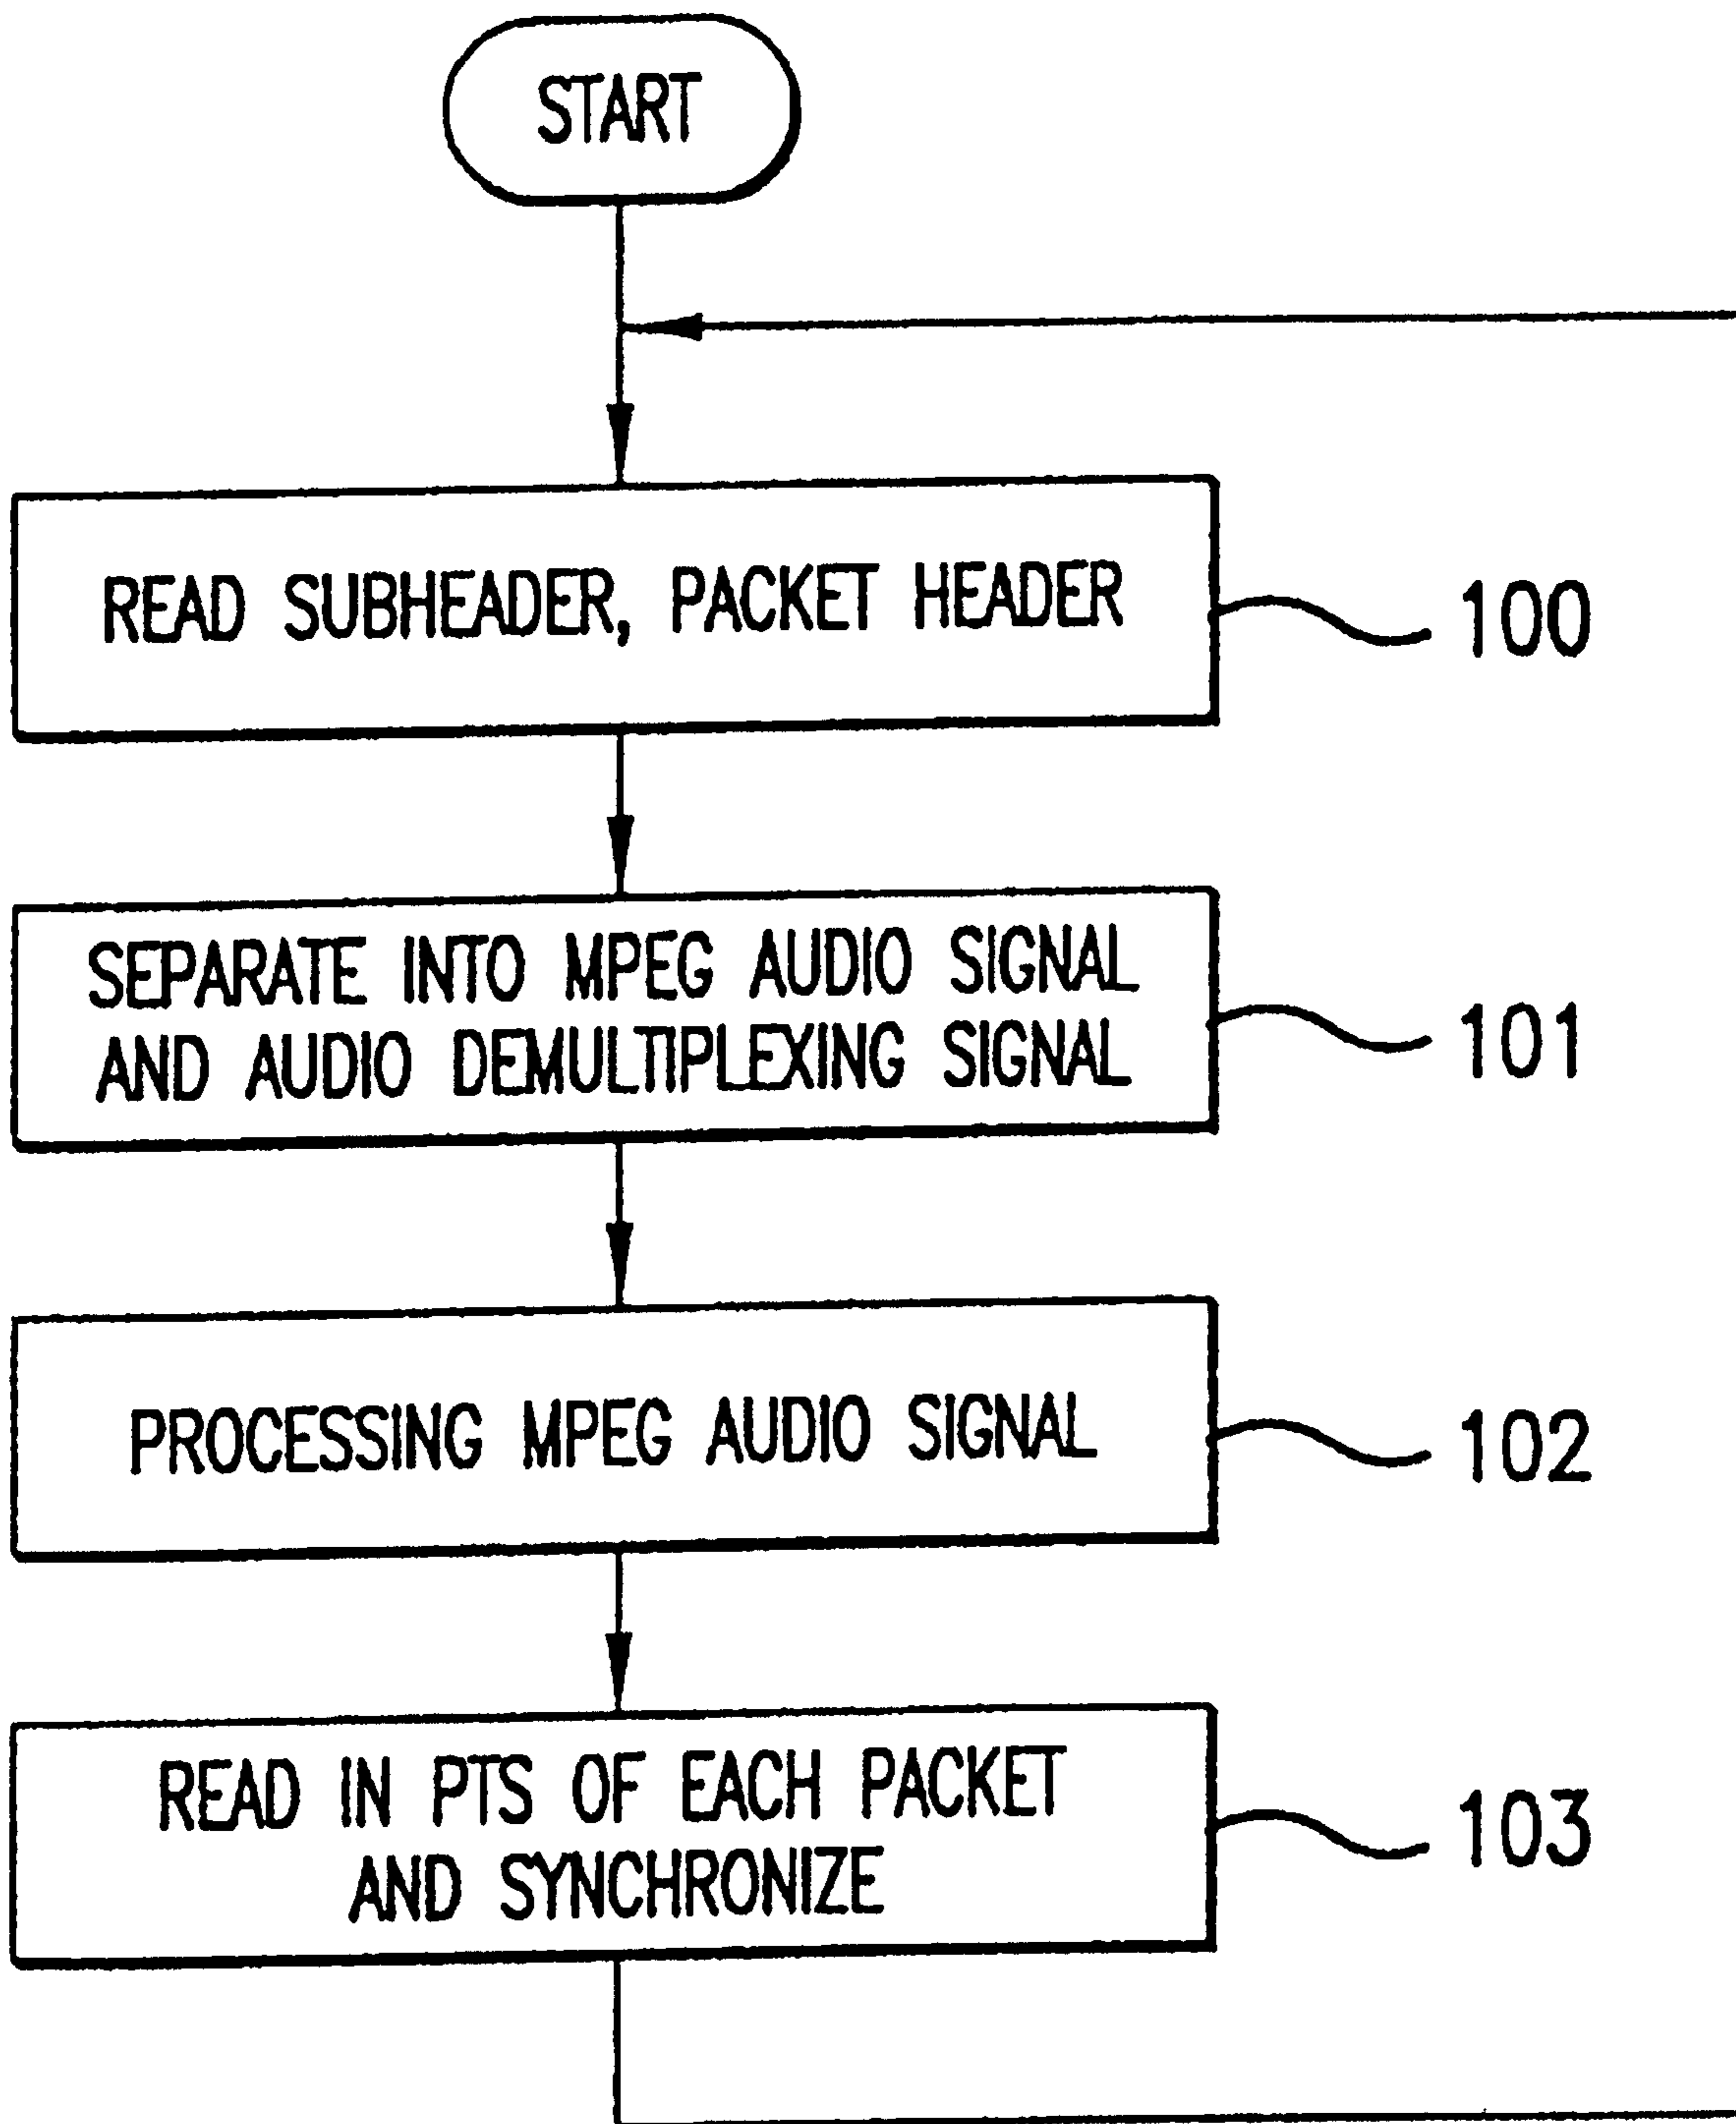 START
READ SUBHEADER, PACKET HEADER
100
SEPARATE INTO MPEG AUDIO SIGNAL
AND AUDIO DEMULTIPLEXING SIGNAL
101
PROCESSING MPEG AUDIO SIGNAL
102
READ IN PTS OF EACH PACKET
AND SYNCHRONIZE
103